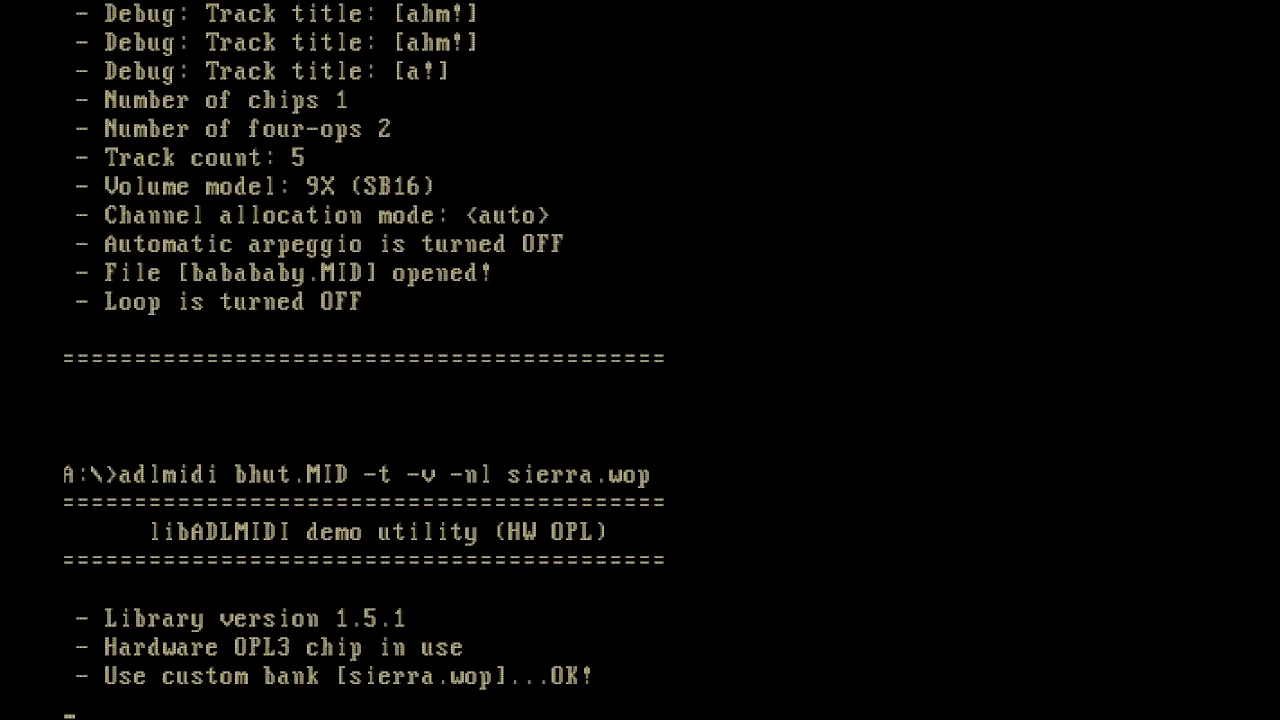 - Debug: Track title: [ahm!]
- Debug: Track title: [ahm!]
- Debug: Track title: [a!]
- Number of chips 1
- Number of four-ops 2
- Track count: 5
- Volume model: 9X (SB16)
- Channel allocation mode: <auto>
- Automatic arpeggio is turned OFF
- File [babababy.MID] opened!
- Loop is turned OFF
==========================================
A:\>adlmidi bhut.MID -t -v -nl sierra.wop
==========================================
libADLMIDI demo utility (HW OPL)
==========================================
- Library version 1.5.1
- Hardware OPL3 chip in use
- Use custom bank [sierra.wop]...OK!